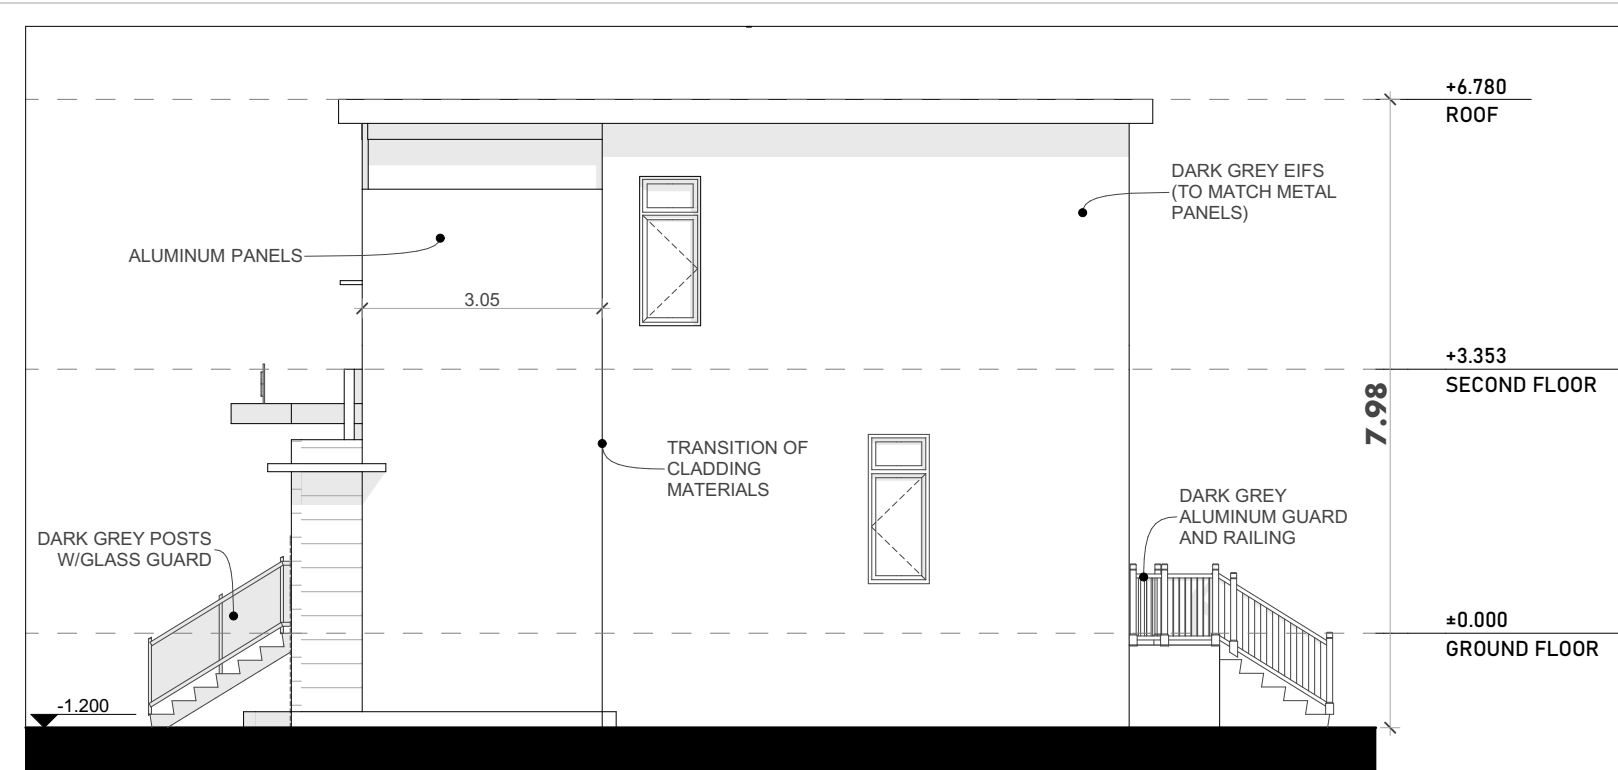 +6.780
ROOF
DARK GREY EIFS
(TO MATCH METAL
PANELS)
ALUMINUM PANELS
3.05
+3.353
SECOND FLOOR
7.98
TRANSITION OF
CLADDING
MATERIALS
DARK GREY
ALUMINUM GUARD
AND RAILING
DARK GREY POSTS
W/GLASS GUARD
±0.000
GROUND FLOOR
-1.200